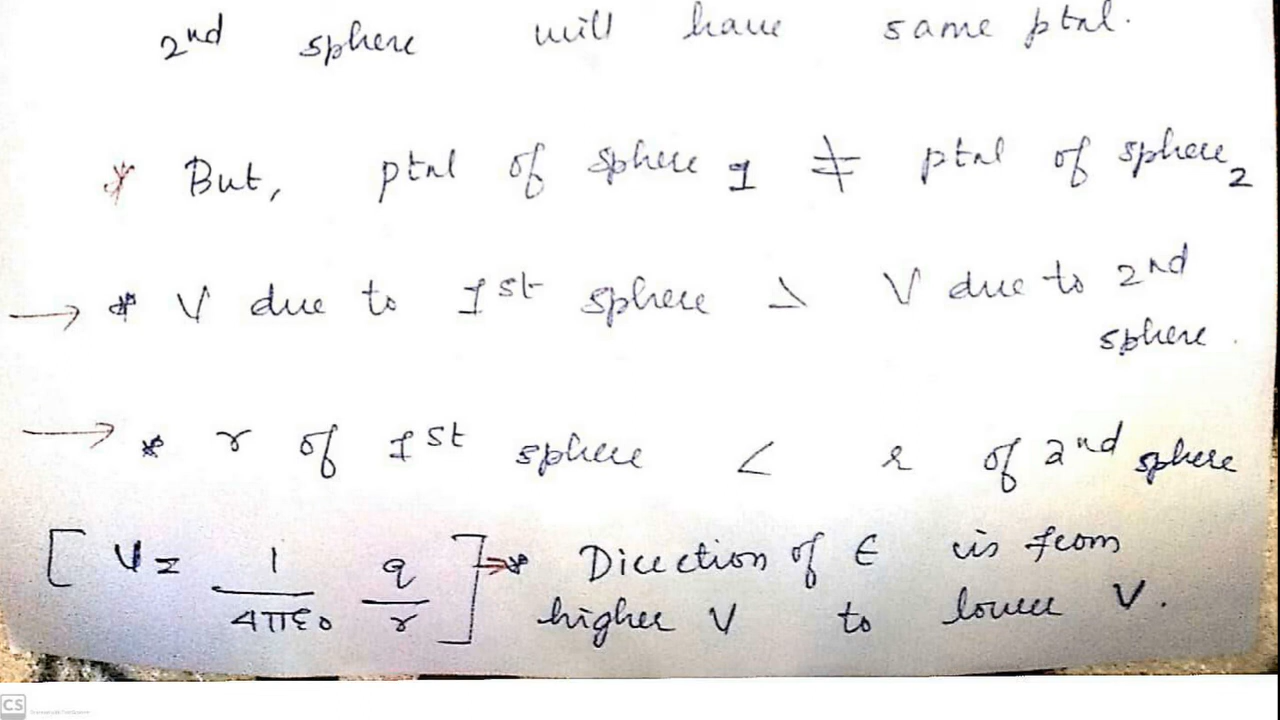 2nd sphere will have same ptnl.
* But, ptnl of sphere 1 ≠ ptnl of sphere 2
→ * V due to 1st sphere > V due to 2nd
sphere.
→ * r of 1st sphere < r of 2nd sphere
[ V = 1/4πε0 q/r ] → * Direction of E is from
higher V to lower V.
CS